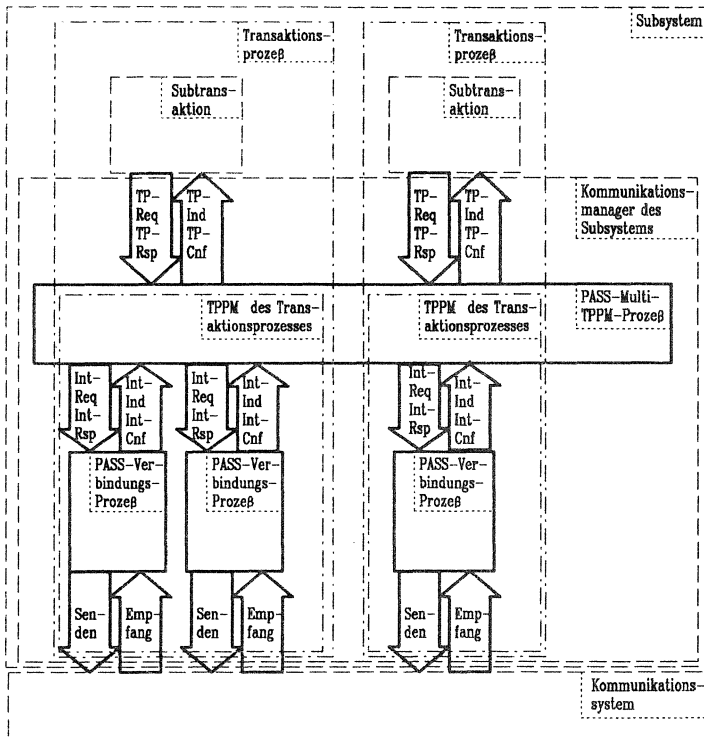 Subsystem
Transaktions-
prozeß
Transaktions-
prozeß
Subtrans-
aktion
Subtrans-
aktion
Kommunikations-
manager des
Subsystems
TP-
Req
TP-
Rsp
TP-
Ind
TP-
Cnf
TP-
Req
TP-
Rsp
TP-
Ind
TP-
Cnf
TPPM des Trans-
aktionsprozesses
TPPM des Trans-
aktionsprozesses
PASS-Multi-
TPPM-Prozeß
Int-
Req
Int-
Rsp
Int-
Ind
Int-
Cnf
Int-
Req
Int-
Rsp
Int-
Ind
Int-
Cnf
Int-
Req
Int-
Rsp
Int-
Ind
Int-
Cnf
PASS-Ver-
bindungs-
Prozeß
PASS-Ver-
bindungs-
Prozeß
PASS-Ver-
bindungs-
Prozeß
Sen-
den
Emp-
fang
Sen-
den
Emp-
fang
Sen-
den
Emp-
fang
Kommunikations-
system